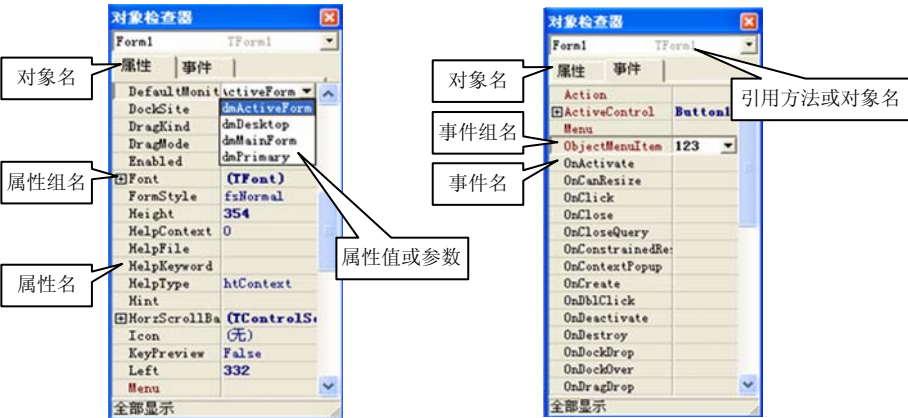 对象检查器
Form1 TForm1
属性 事件
DefaultMonit ctiveForm
DockSite dmActiveForm
DragKind dmDesktop
DragMode dmMainForm
Enabled dmPrimary
Font (TFont)
FormStyle fsNormal
Height 354
HelpContext 0
HelpFile
HelpKeyword
HelpType htContext
Hint
HorzScrollBa (TControlSc
Icon (无)
KeyPreview False
Left 332
Menu
全部显示
对象名
属性组名
属性名
属性值或参数
对象检查器
Form1 TForm1
属性 事件
Action
ActiveControl Button1
Menu
ObjectMenuItem 123
OnActivate
OnCanResize
OnClick
OnClose
OnCloseQuery
OnConstrainedRe:
OnContextPopup
OnCreate
OnDblClick
OnDeactivate
OnDestroy
OnDockDrop
OnDockOver
OnDragDrop
全部显示
对象名
事件组名
事件名
引用方法或对象名